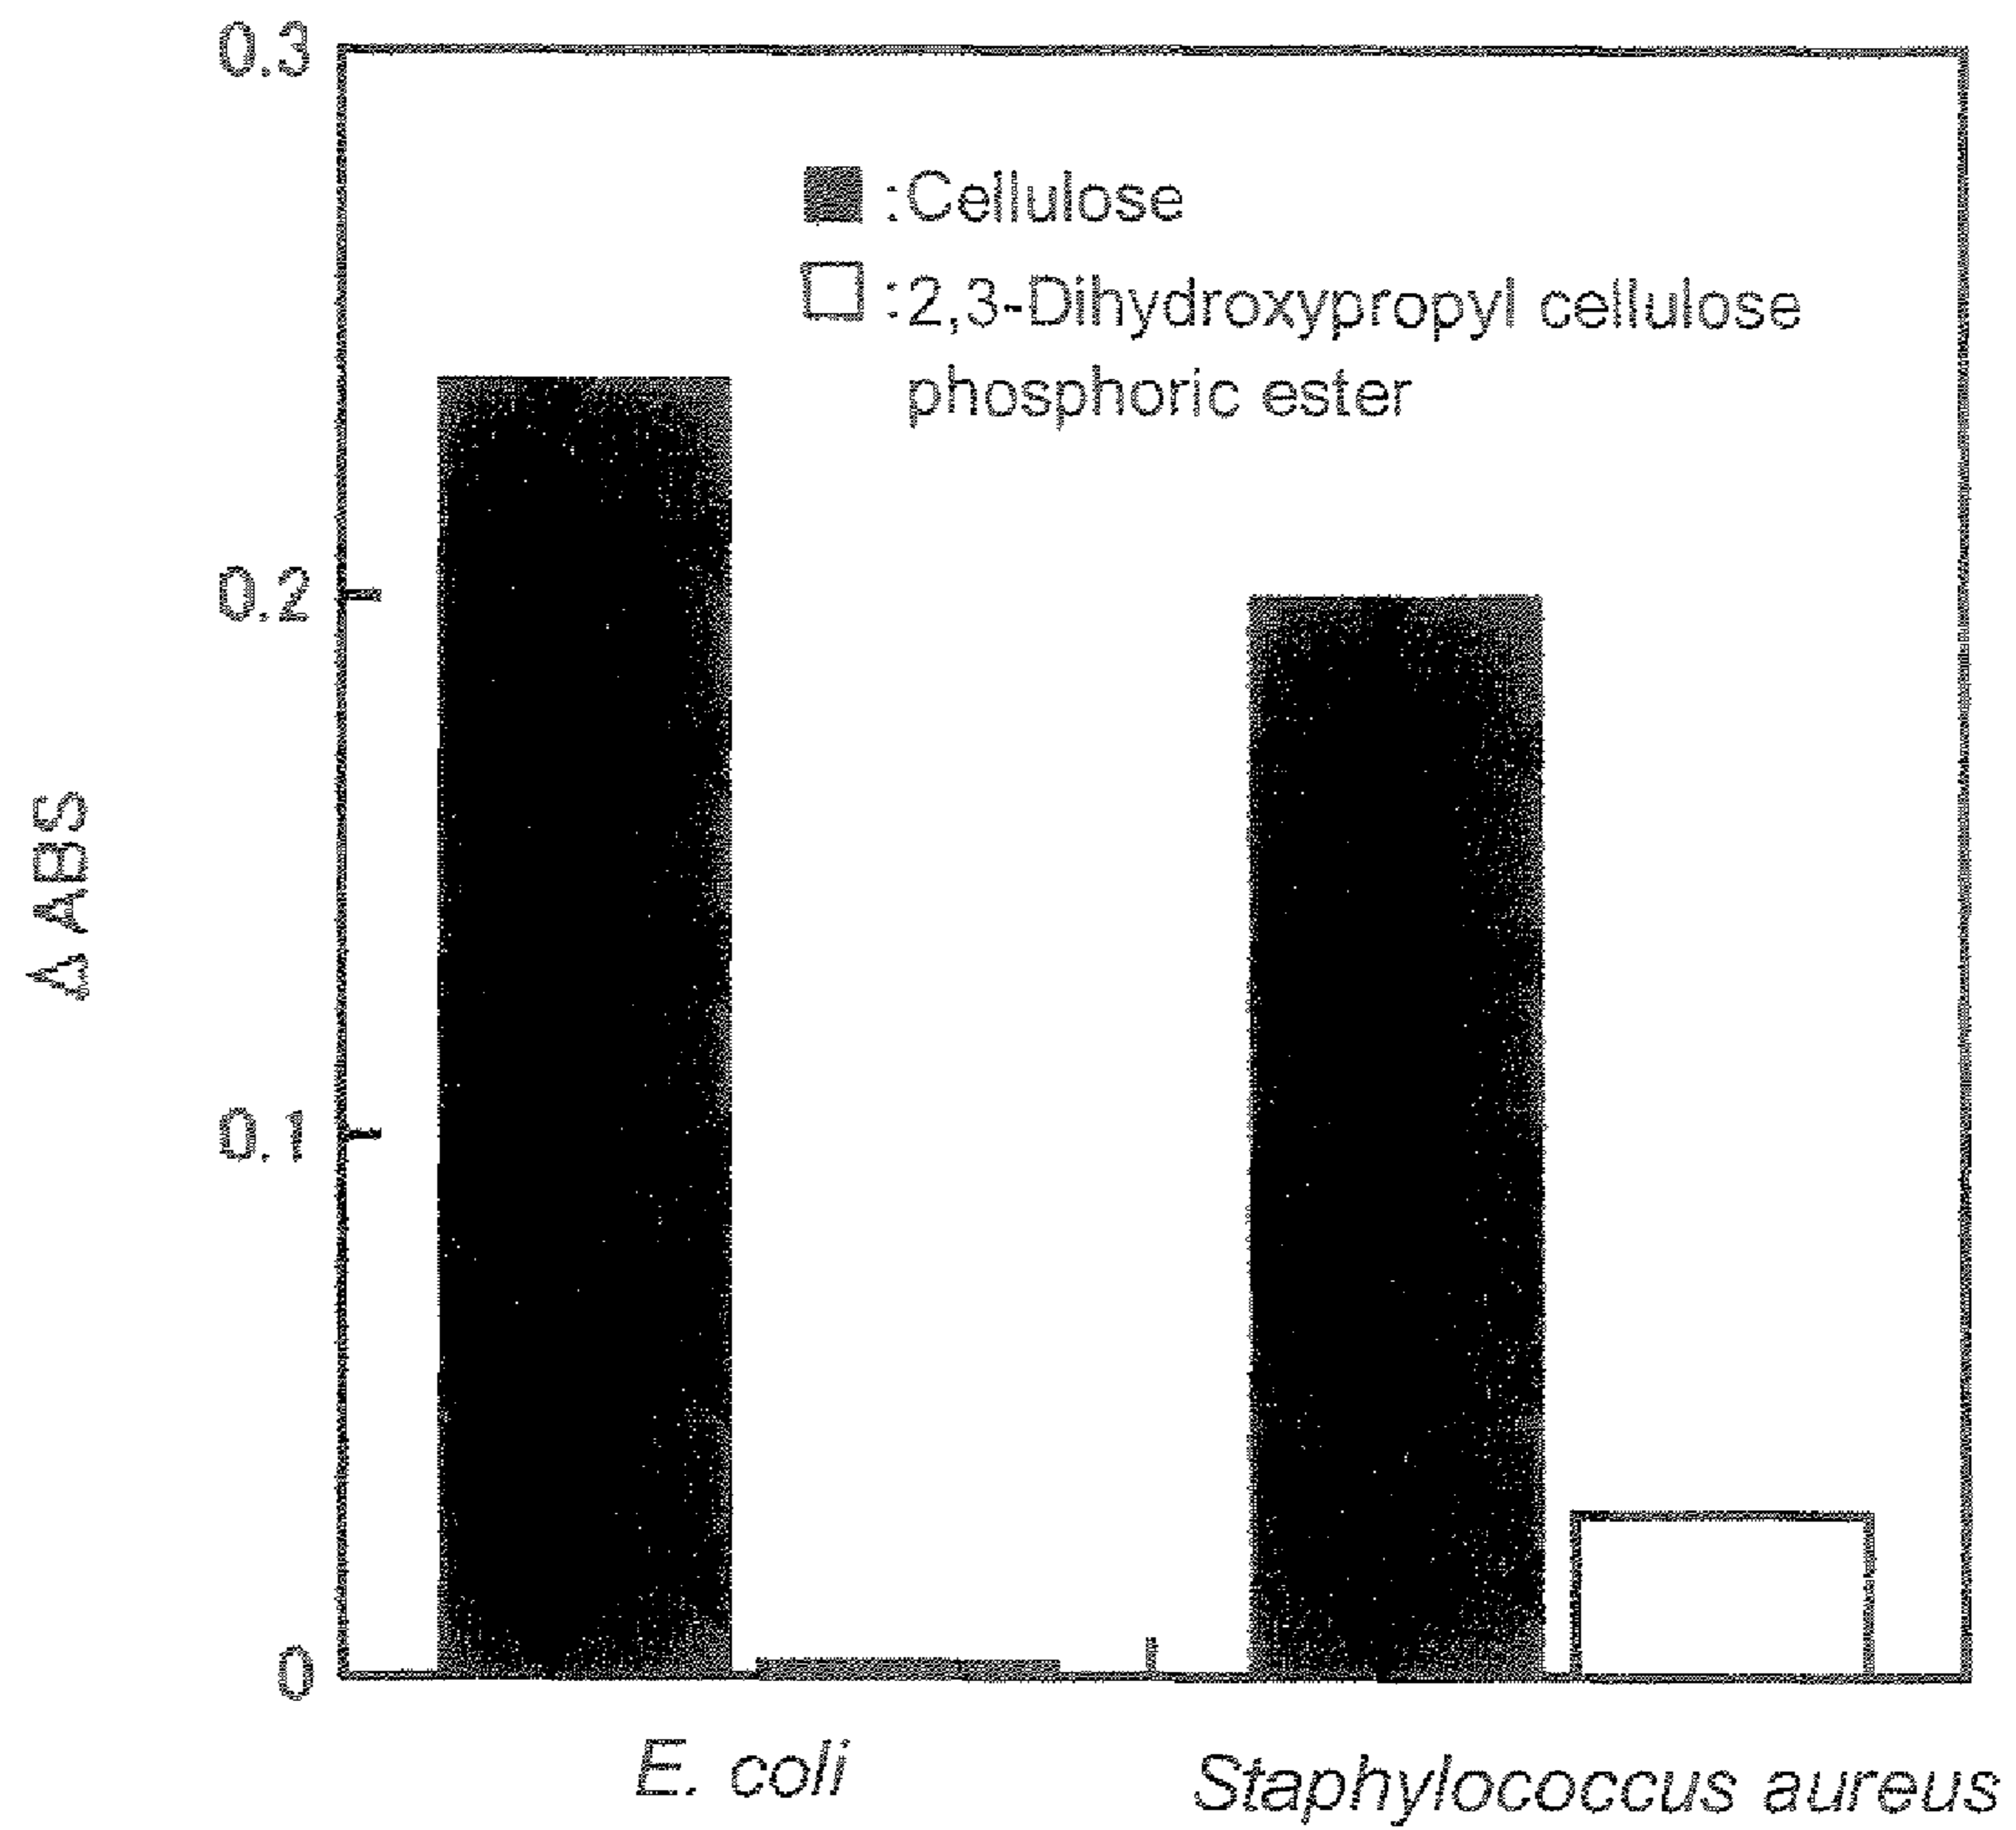 0.3
:Cellulose
:2,3-Dihydroxypropyl cellulose
phosphoric ester
0.2
Δ ABS
0.1
0
E. coli
Staphylococcus aureus